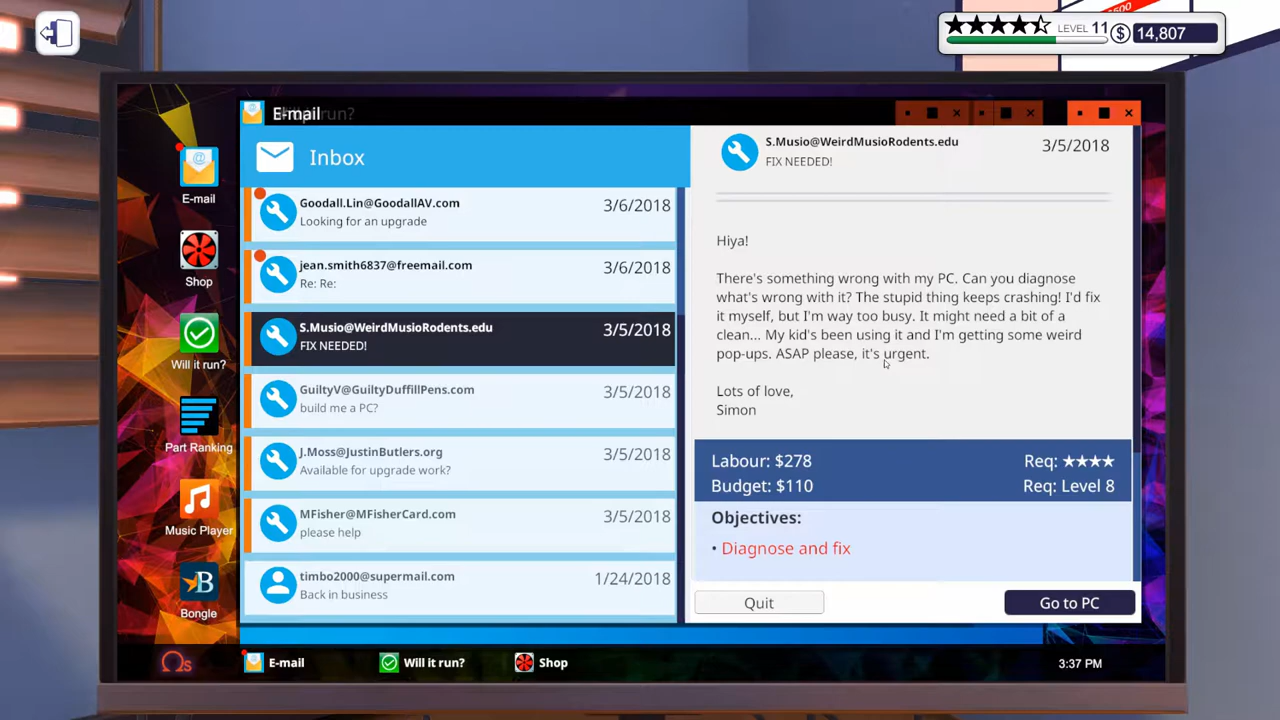 LEVEL 11
$ 14,807
E-mail
Inbox
Goodall.Lin@GoodallAV.com
3/6/2018
Looking for an upgrade
jean.smith6837@freemail.com
3/6/2018
Re: Re:
S.Musio@WeirdMusioRodents.edu
3/5/2018
FIX NEEDED!
GuiltyV@GuiltyDuffillPens.com
3/5/2018
build me a PC?
J.Moss@JustinButlers.org
3/5/2018
Available for upgrade work?
MFisher@MFisherCard.com
3/5/2018
please help
timbo2000@supermail.com
1/24/2018
Back in business
S.Musio@WeirdMusioRodents.edu
3/5/2018
FIX NEEDED!
Hiya!
There's something wrong with my PC. Can you diagnose
what's wrong with it? The stupid thing keeps crashing! I'd fix
it myself, but I'm way too busy. It might need a bit of a
clean... My kid's been using it and I'm getting some weird
pop-ups. ASAP please, it's urgent.
Lots of love,
Simon
Labour: $278
Req: ★★★★
Budget: $110
Req: Level 8
Objectives:
• Diagnose and fix
Quit
Go to PC
E-mail
Shop
Will it run?
Part Ranking
Music Player
Bongle
Ωs
E-mail
Will it run?
Shop
3:37 PM